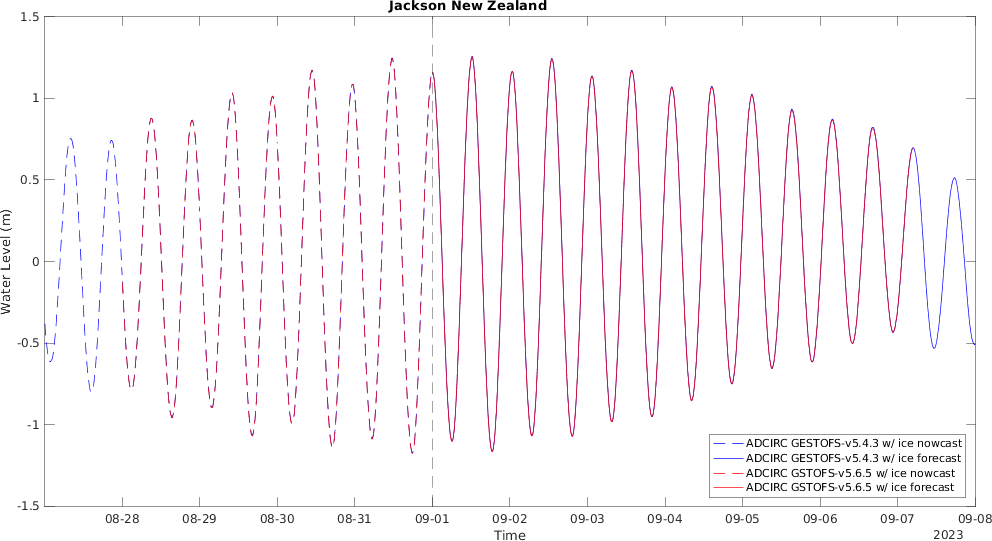 Jackson New Zealand
Water Level (m)
1.5
1
0.5
0
-0.5
-1
-1.5
ADCIRC GESTOFS-v5.4.3 w/ ice nowcast
ADCIRC GESTOFS-v5.4.3 w/ ice forecast
ADCIRC GSTOFS-v5.6.5 w/ ice nowcast
ADCIRC GSTOFS-v5.6.5 w/ ice forecast
08-28 08-29 08-30 08-31 09-01 09-02 09-03 09-04 09-05 09-06 09-07 09-08
Time
2023